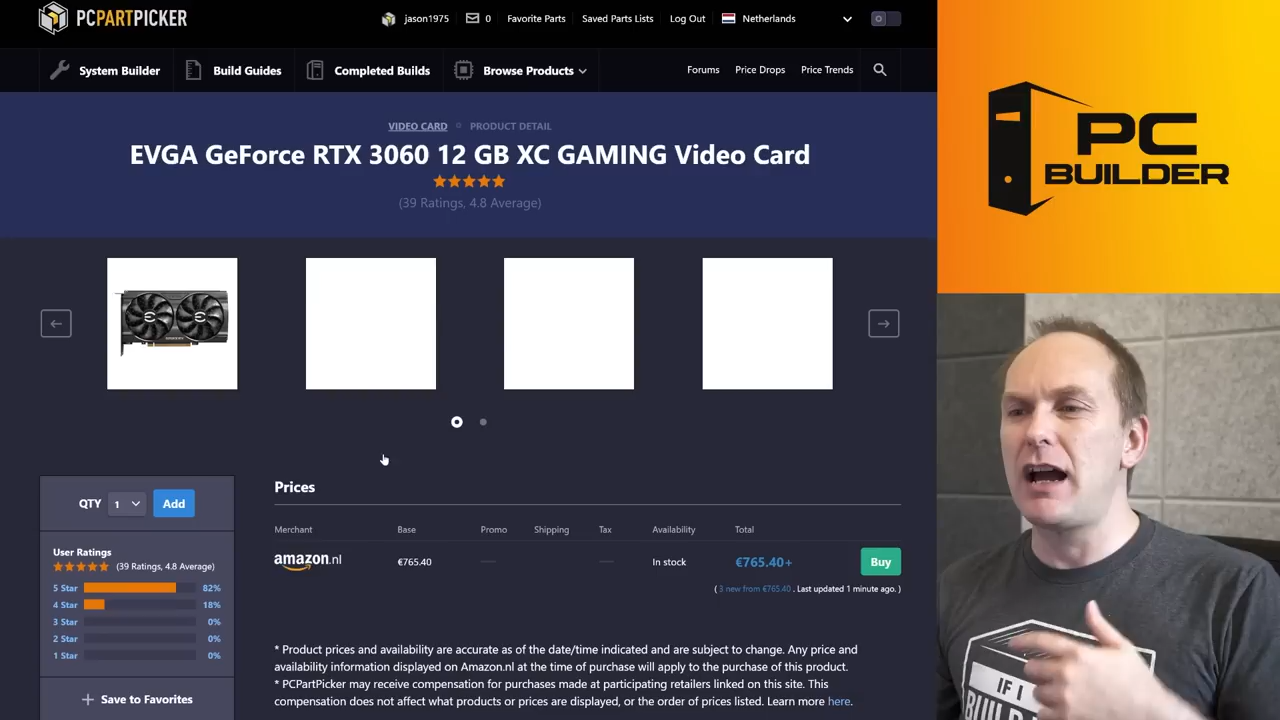 PCPARTPICKER
jason1975
0
Favorite Parts
Saved Parts Lists
Log Out
Netherlands
System Builder
Build Guides
Completed Builds
Browse Products
Forums
Price Drops
Price Trends
VIDEO CARD
PRODUCT DETAIL
EVGA GeForce RTX 3060 12 GB XC GAMING Video Card
(39 Ratings, 4.8 Average)
PC
BUILDER
QTY
1
Add
User Ratings
(39 Ratings, 4.8 Average)
5 Star 82%
4 Star 18%
3 Star 0%
2 Star 0%
1 Star 0%
+ Save to Favorites
Prices
Merchant Base Promo Shipping Tax Availability Total
amazon.nl €765.40 — — In stock €765.40+ Buy
( 3 new from €765.40 . Last updated 1 minute ago. )
* Product prices and availability are accurate as of the date/time indicated and are subject to change. Any price and
availability information displayed on Amazon.nl at the time of purchase will apply to the purchase of this product.
* PCPartPicker may receive compensation for purchases made at participating retailers linked on this site. This
compensation does not affect what products or prices are displayed, or the order of prices listed. Learn more here.
IF I